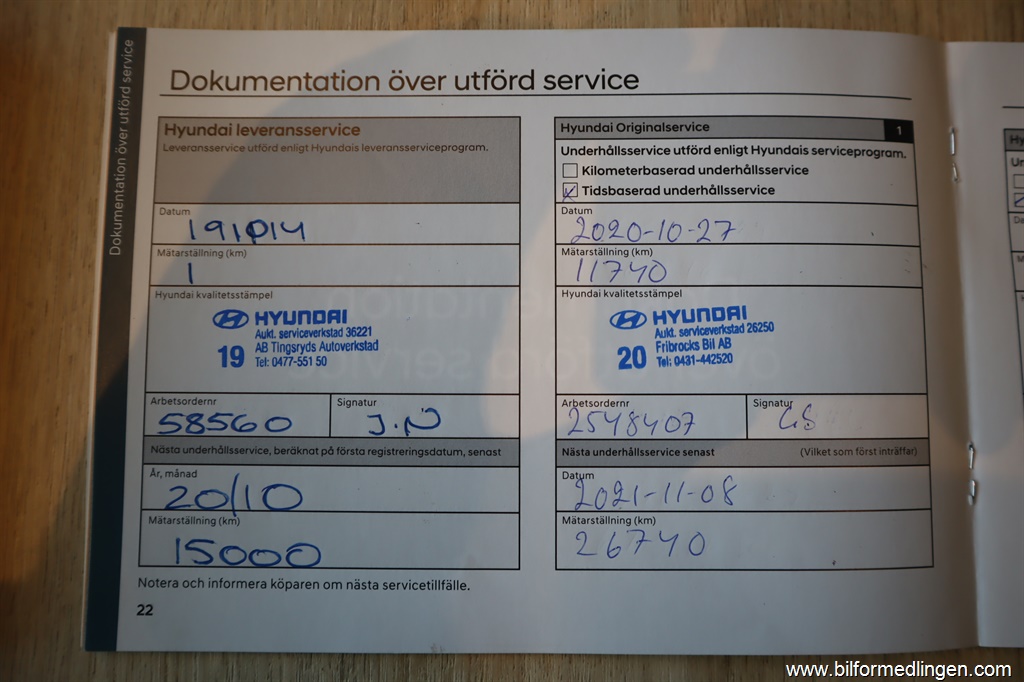 Dokumentation över utförd service
Dokumentation över utförd service
Hyundai leveransservice
Leveransservice utförd enligt Hyundais leveransserviceprogram.
Datum
191014
Mätarställning (km)
1
Hyundai kvalitetsstämpel
HYUNDAI
Aukt. serviceverkstad 36221
19 AB Tingsryds Autoverkstad
Tel: 0477-551 50
Arbetsordernr
58560
Signatur
J.N
Nästa underhållsservice, beräknat på första registreringsdatum, senast
År, månad
20/10
Mätarställning (km)
15000
Notera och informera köparen om nästa servicetillfälle.
22
Hyundai Originalservice 1
Underhållsservice utförd enligt Hyundais serviceprogram.
Kilometerbaserad underhållsservice
Tidsbaserad underhållsservice
Datum
2020-10-27
Mätarställning (km)
11740
Hyundai kvalitetsstämpel
HYUNDAI
Aukt. serviceverkstad 26250
20 Fribrocks Bil AB
Tel: 0431-442520
Arbetsordernr
2548407
Signatur
Nästa underhållsservice senast (Vilket som först inträffar)
Datum
2021-11-08
Mätarställning (km)
26740
www.bilformedlingen.com